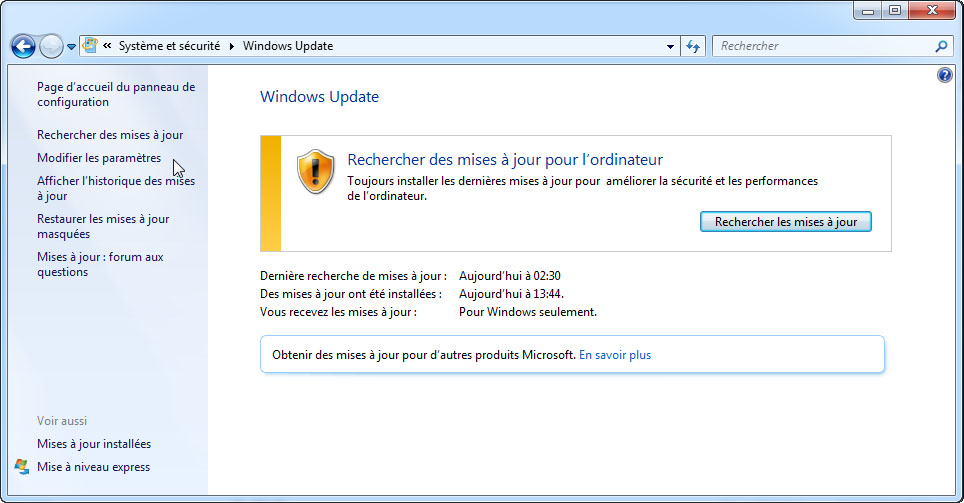 « Système et sécurité Windows Update
Rechercher
Page d'accueil du panneau de
configuration
Rechercher des mises à jour
Modifier les paramètres
Afficher l'historique des mises
à jour
Restaurer les mises à jour
masquées
Mises à jour : forum aux
questions
Voir aussi
Mises à jour installées
Mise à niveau express
Windows Update
Rechercher des mises à jour pour l'ordinateur
Toujours installer les dernières mises à jour pour améliorer la sécurité et les performances
de l'ordinateur.
Rechercher les mises à jour
Dernière recherche de mises à jour : Aujourd'hui à 02:30
Des mises à jour ont été installées : Aujourd'hui à 13:44.
Vous recevez les mises à jour : Pour Windows seulement.
Obtenir des mises à jour pour d'autres produits Microsoft. En savoir plus